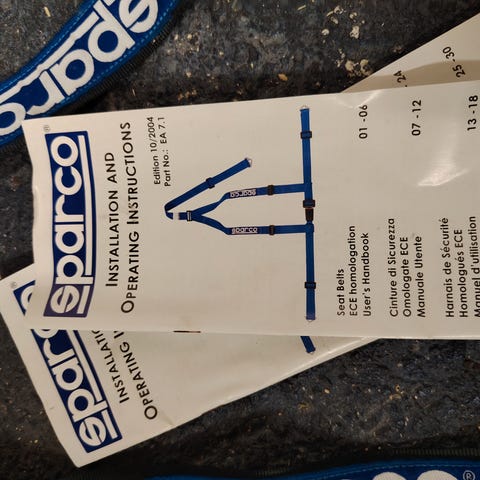 sparco
®
sparco
®
INSTALLATION AND
OPERATING INSTRUCTIONS
Edition 10/2004
Part No.: EA 7.1
sparco
sparco
Seat Belts
ECE homologation
User's Handbook
01 -06
Cinture di Sicurezza
Omologate ECE
Manuale Utente
07 -12
Harnais de Sécurité
Homologués ECE
Manuel d'utilisation
13 -18
sparco
INSTALLATIO
OPERATING
24
25 -30
®